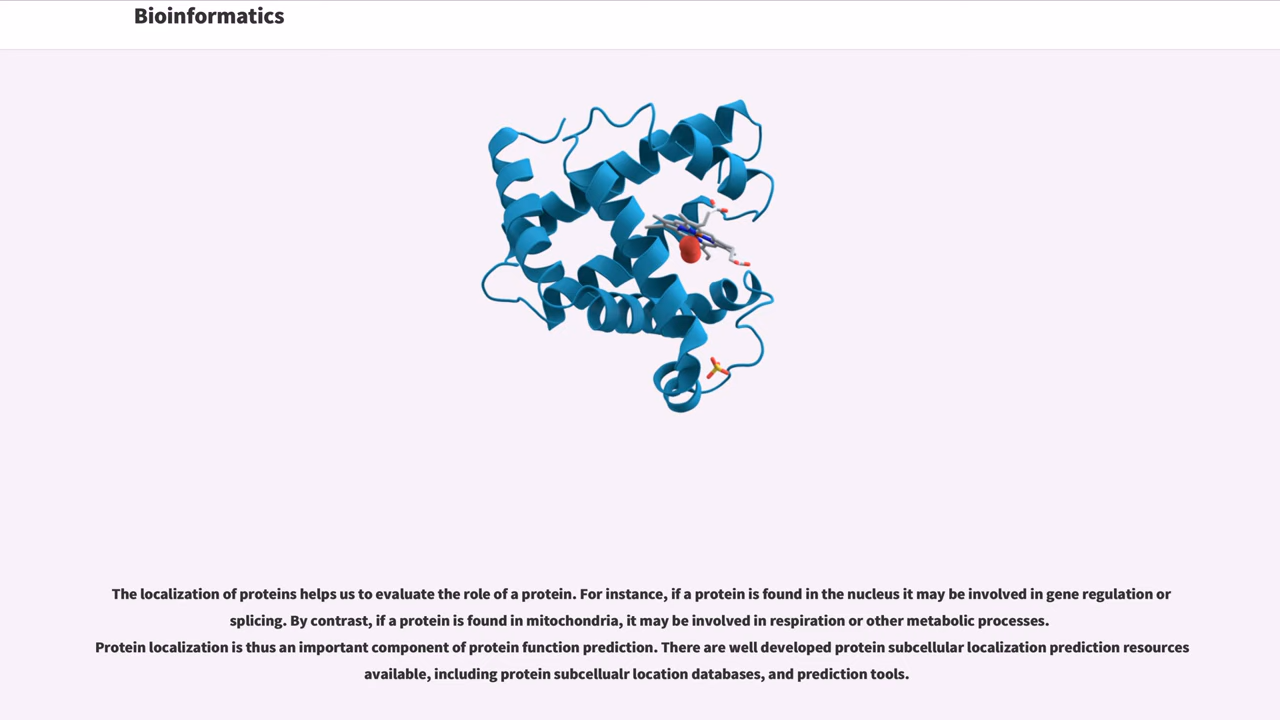 Bioinformatics
The localization of proteins helps us to evaluate the role of a protein. For instance, if a protein is found in the nucleus it may be involved in gene regulation or
splicing. By contrast, if a protein is found in mitochondria, it may be involved in respiration or other metabolic processes.
Protein localization is thus an important component of protein function prediction. There are well developed protein subcellular localization prediction resources
available, including protein subcellualr location databases, and prediction tools.